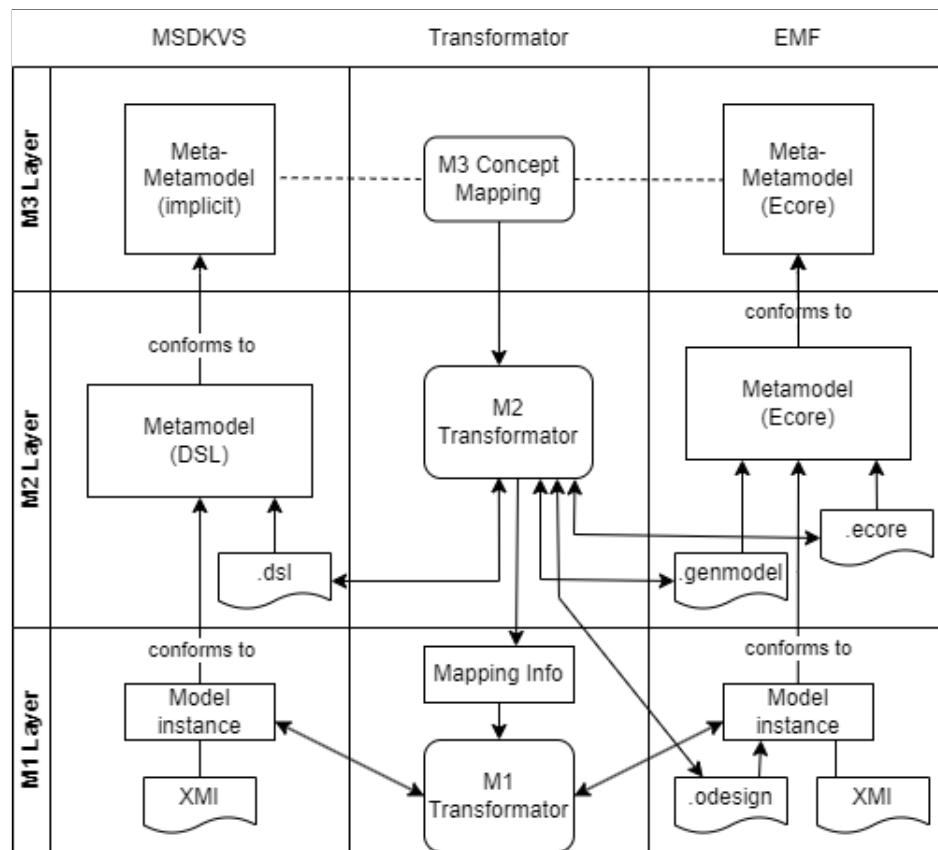 MSDKVS
Transformator
EMF
M3 Layer
Meta-
Metamodel
(implicit)
M3 Concept
Mapping
Meta-
Metamodel
(Ecore)
M2 Layer
conforms to
Metamodel
(DSL)
.dsl
M2
Transformator
conforms to
Metamodel
(Ecore)
.ecore
.genmodel
M1 Layer
conforms to
Model
instance
XMI
Mapping Info
M1
Transformator
conforms to
Model
instance
.odesign
XMI